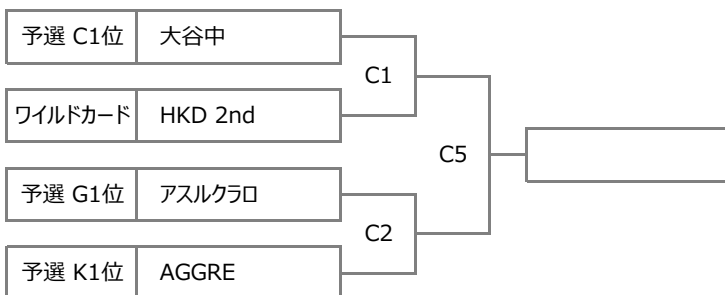 予選 C1位 大谷中
C1
ワイルドカード HKD 2nd
C5
予選 G1位 アスルクラロ
C2
予選 K1位 AGGRE